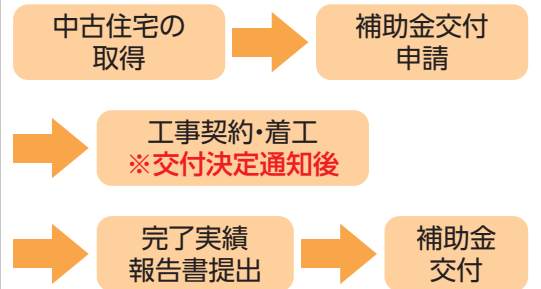 中古住宅の
取得
補助金交付
申請
工事契約・着工
※交付決定通知後
完了実績
報告書提出
補助金
交付